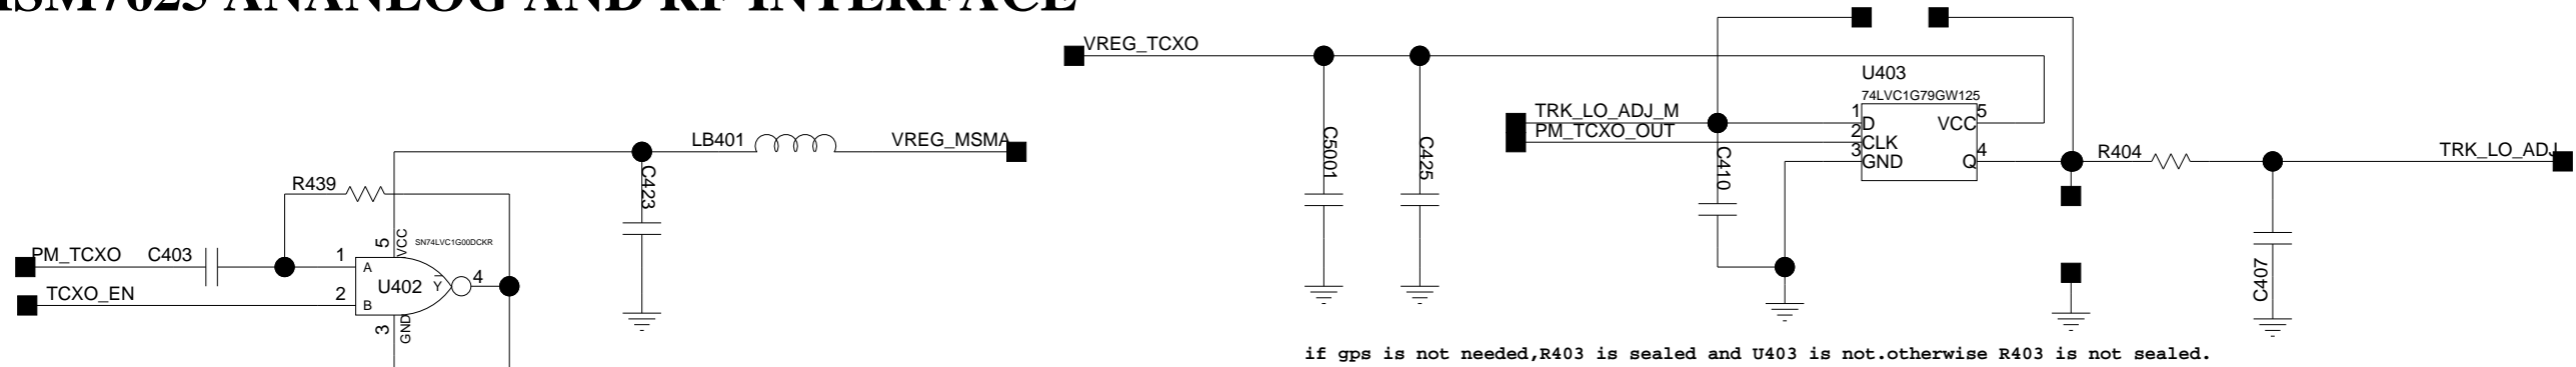 ANANLOG AND RF INTERFACE
VREG_TCXO
U403
74LVC1G79GW125
TRK_LO_ADJ_M
PM_TCXO_OUT
1
2
3
D
CLK
GND
VCC
Q
5
4
C5001
C425
C410
R404
TRK_LO_ADJ
C407
LB401
VREG_MSMA
C423
R439
PM_TCXO
C403
TCXO_EN
1
2
A
B
5
VCC
SN74LVC1G00DCKR
U402
Y
4
3
GND
if gps is not needed,R403 is sealed and U403 is not.otherwise R403 is not sealed.